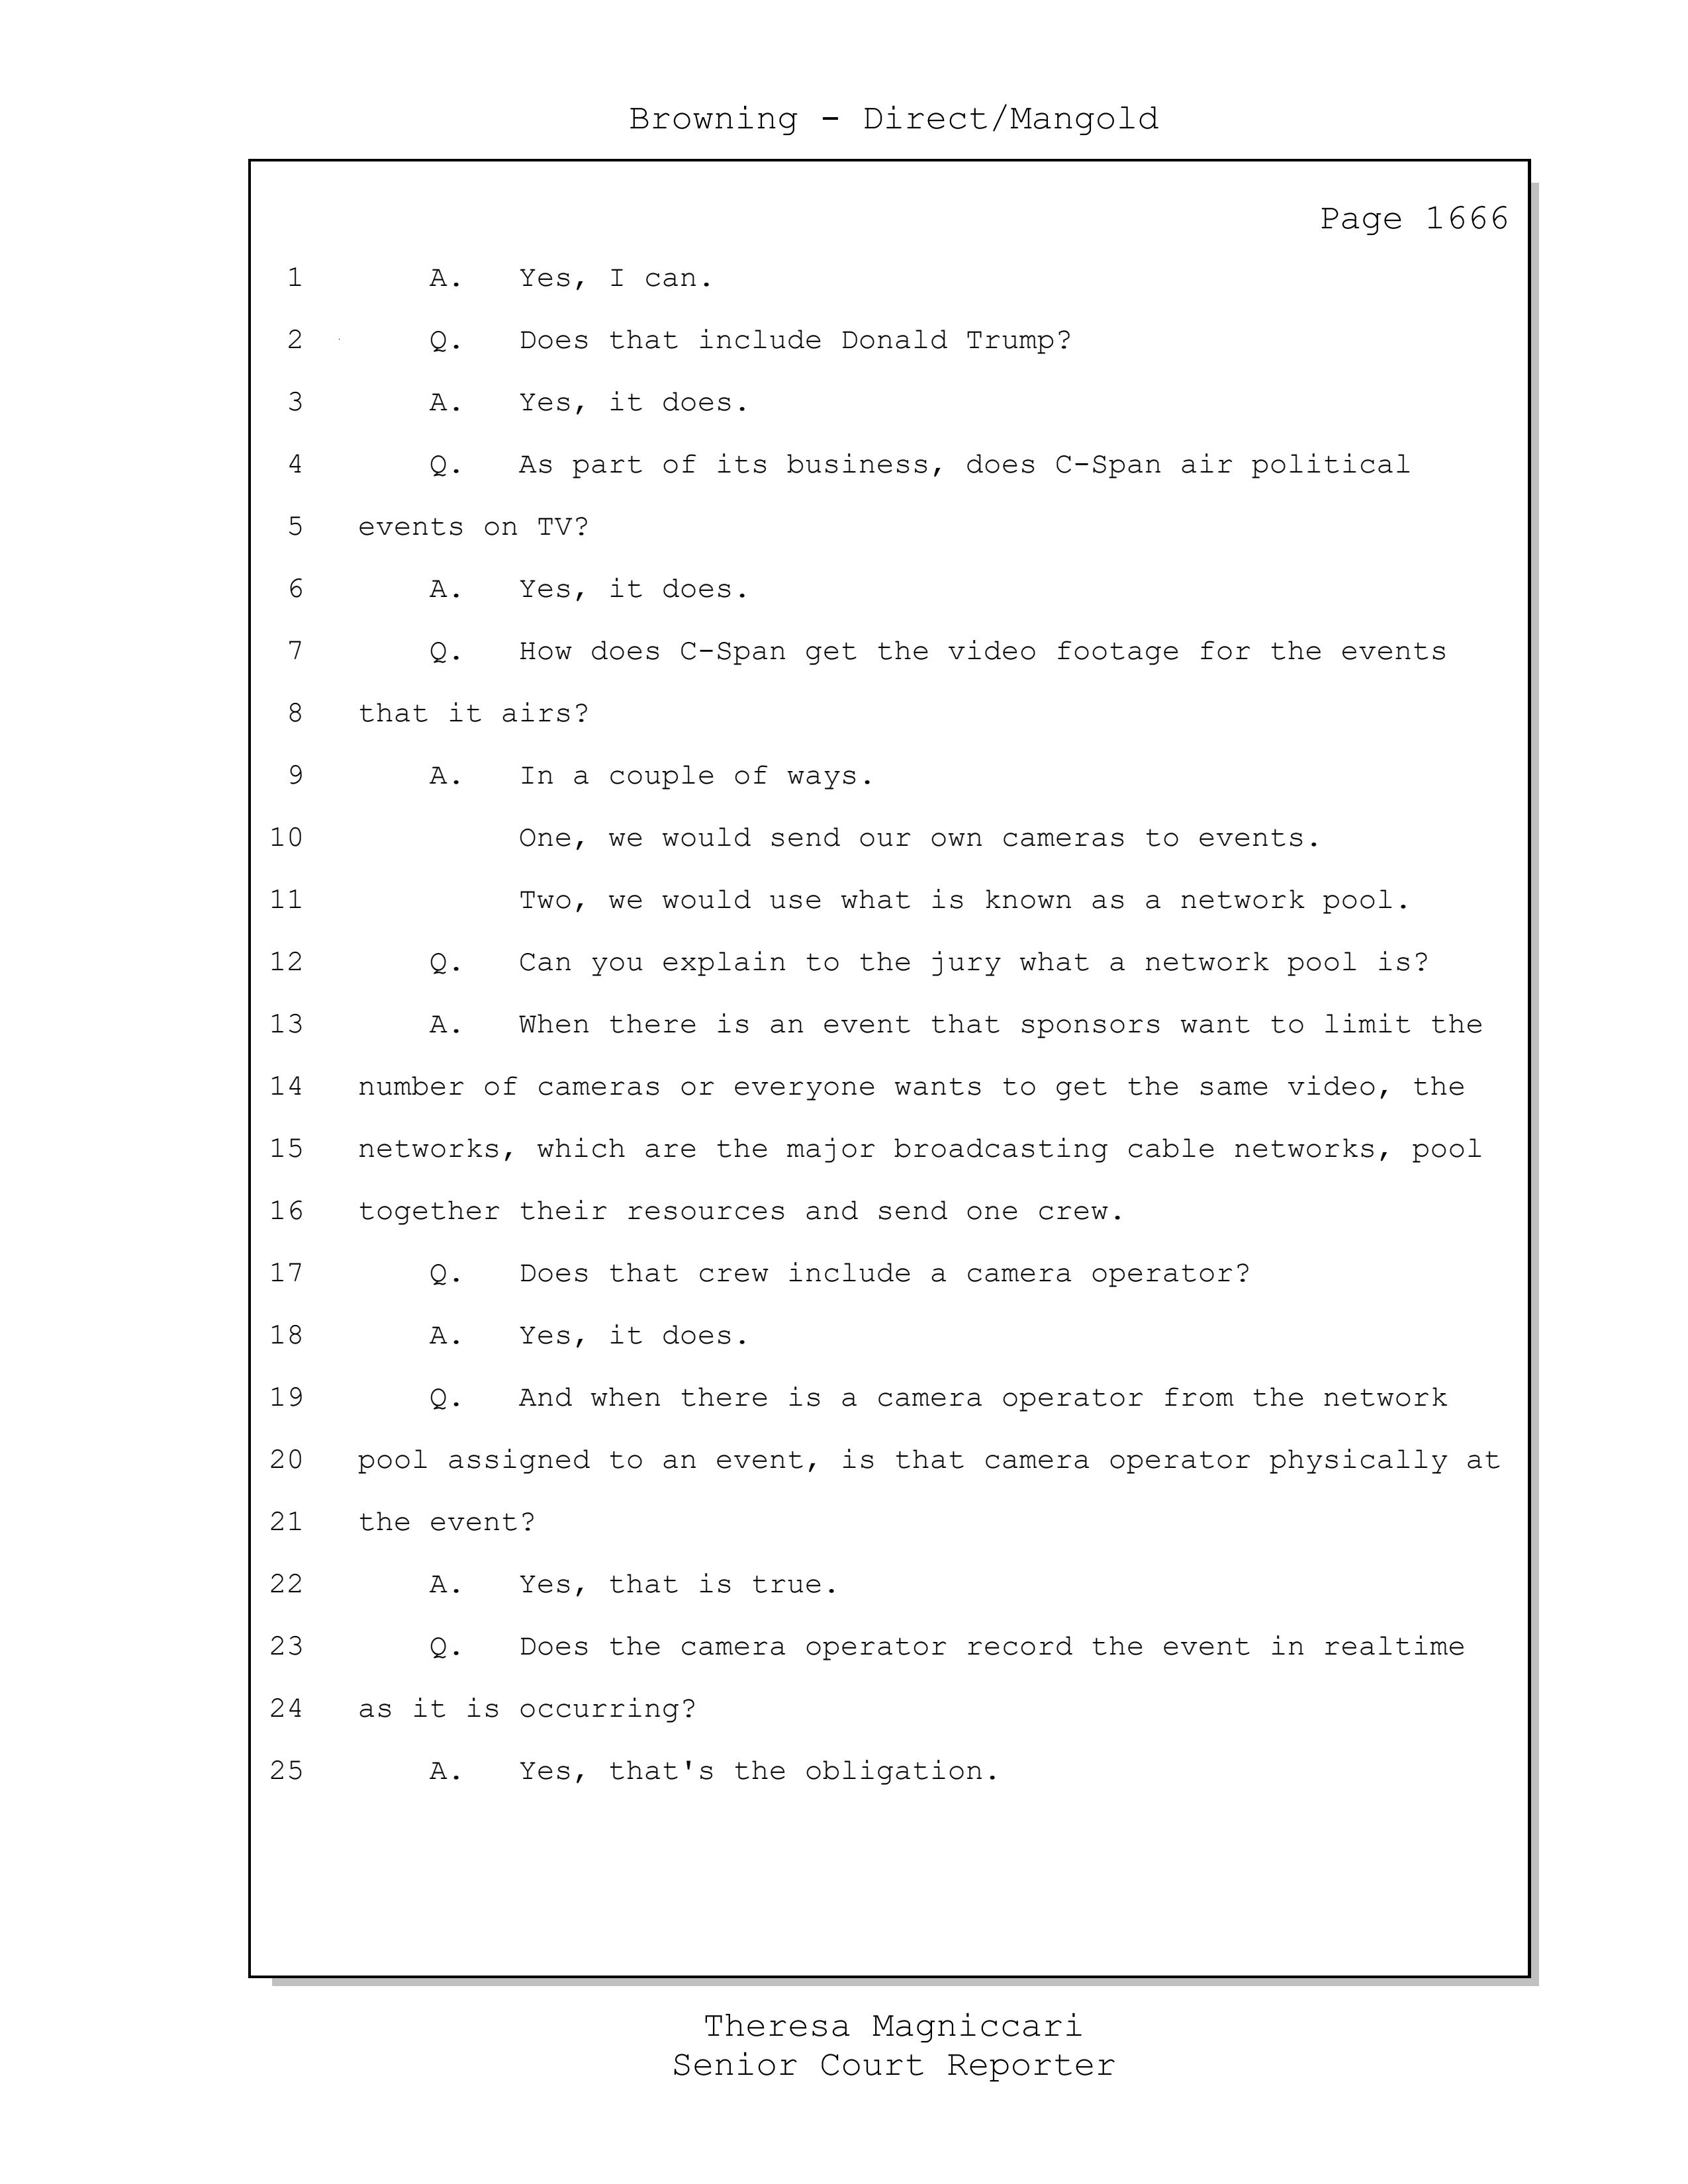 Browning - Direct/Mangold
Page 1666
1 A. Yes, I can.
2 Q. Does that include Donald Trump?
3 A. Yes, it does.
4 Q. As part of its business, does C-Span air political
5 events on TV?
6 A. Yes, it does.
7 Q. How does C-Span get the video footage for the events
8 that it airs?
9 A. In a couple of ways.
10 One, we would send our own cameras to events.
11 Two, we would use what is known as a network pool.
12 Q. Can you explain to the jury what a network pool is?
13 A. When there is an event that sponsors want to limit the
14 number of cameras or everyone wants to get the same video, the
15 networks, which are the major broadcasting cable networks, pool
16 together their resources and send one crew.
17 Q. Does that crew include a camera operator?
18 A. Yes, it does.
19 Q. And when there is a camera operator from the network
20 pool assigned to an event, is that camera operator physically at
21 the event?
22 A. Yes, that is true.
23 Q. Does the camera operator record the event in realtime
24 as it is occurring?
25 A. Yes, that's the obligation.
Theresa Magniccari
Senior Court Reporter